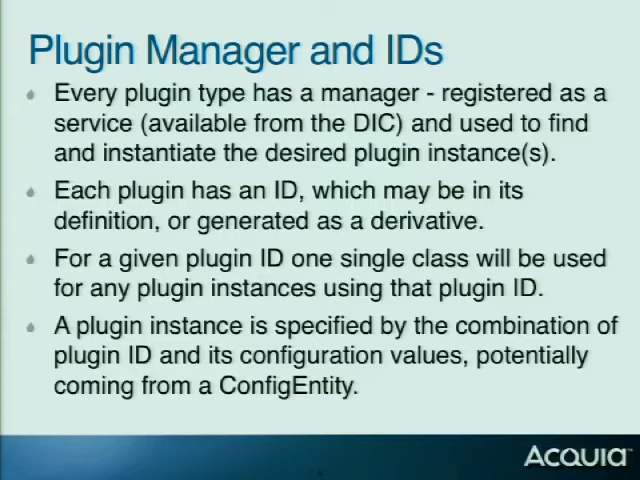 Plugin Manager and IDs
Every plugin type has a manager - registered as a
service (available from the DIC) and used to find
and instantiate the desired plugin instance(s).
Each plugin has an ID, which may be in its
definition, or generated as a derivative.
For a given plugin ID one single class will be used
for any plugin instances using that plugin ID.
A plugin instance is specified by the combination of
plugin ID and its configuration values, potentially
coming from a ConfigEntity.
ACQUIA